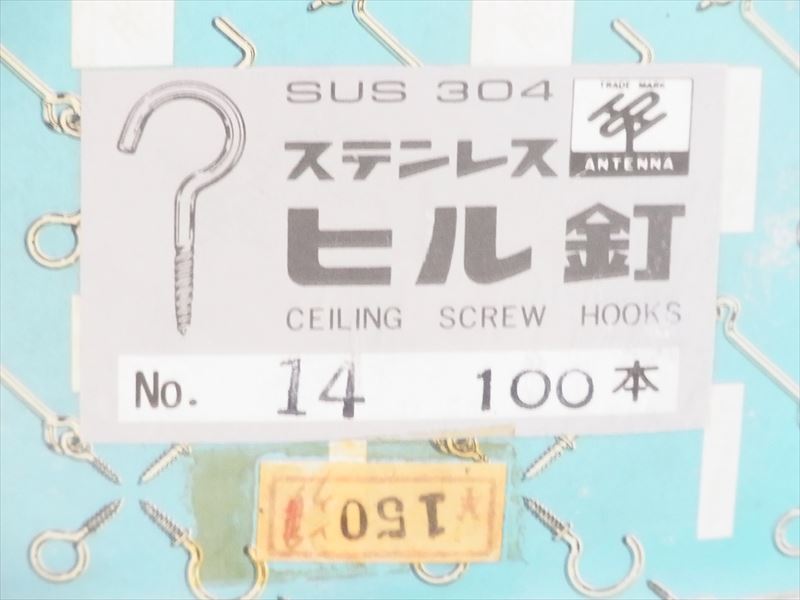 SUS 304
TRADE MARK
ANTENNA
ステンレス
ヒル釘
CEILING SCREW HOOKS
No. 14 100本
150